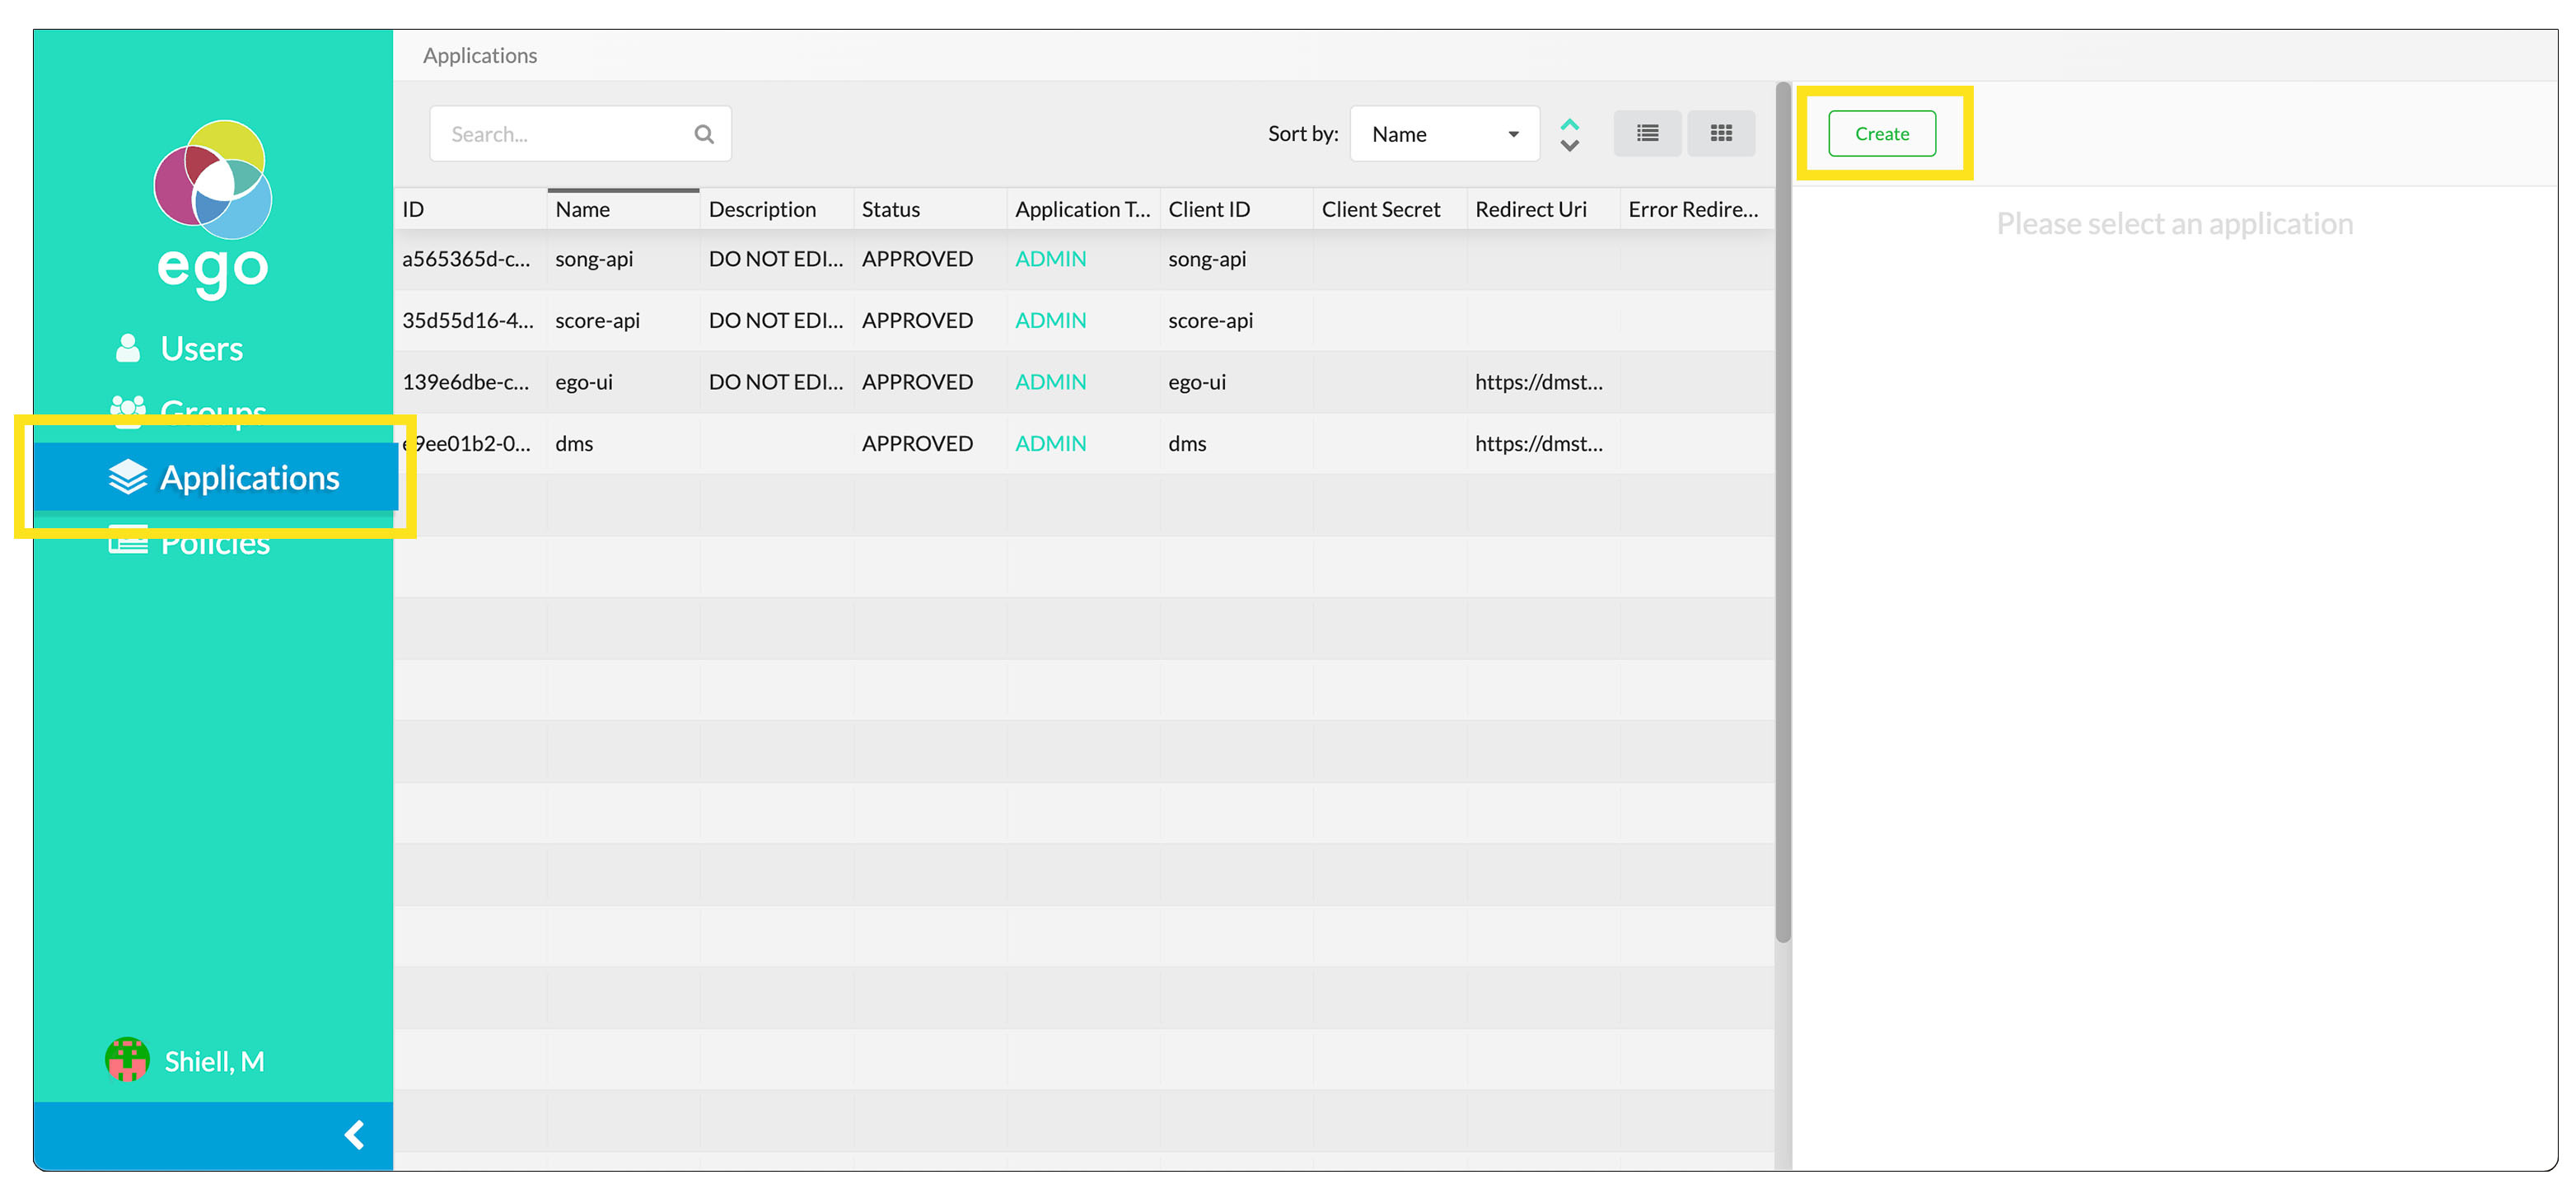 Applications
ego
Users
Groups
Applications
Policies
Shiell, M
Search...
Sort by: Name
Create
Please select an application
ID Name Description Status Application T... Client ID Client Secret Redirect Uri Error Redire...
a565365d-c... song-api DO NOT EDI... APPROVED ADMIN song-api
35d55d16-4... score-api DO NOT EDI... APPROVED ADMIN score-api
139e6dbe-c... ego-ui DO NOT EDI... APPROVED ADMIN ego-ui https://dmst...
e9ee01b2-0... dms APPROVED ADMIN dms https://dmst...